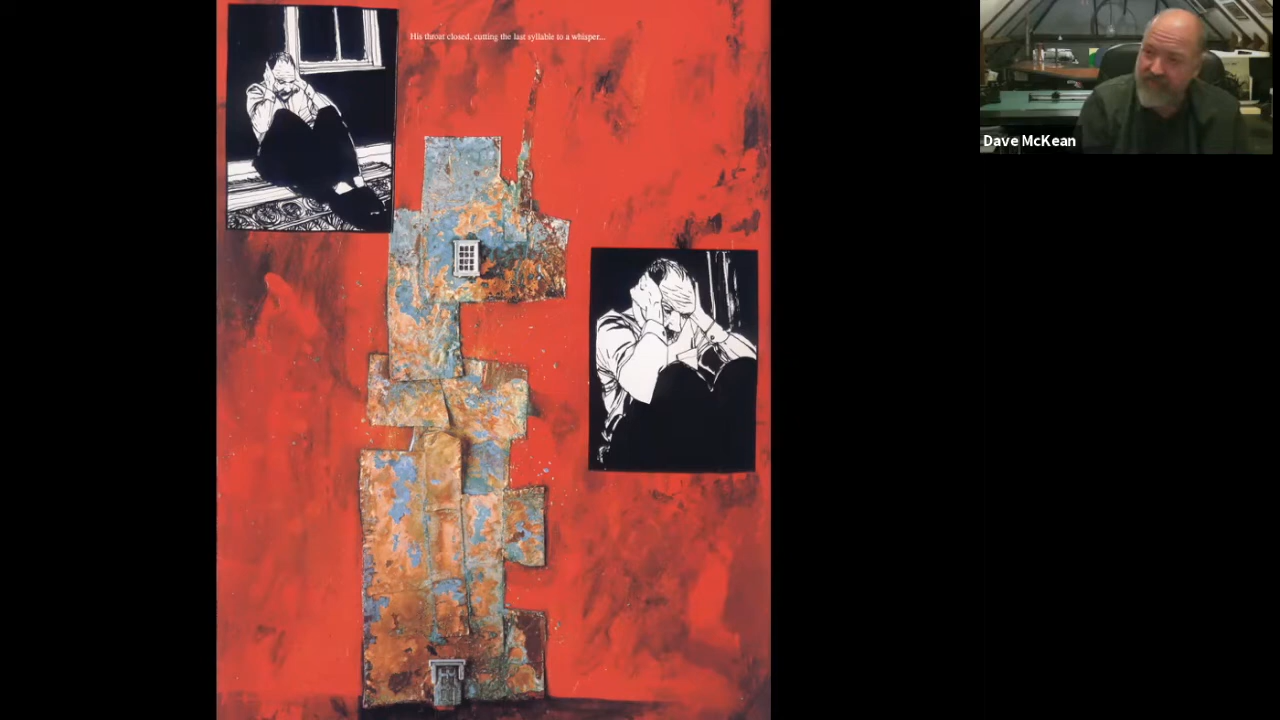 His throat closed, cutting the last syllable to a whisper...
Dave McKean